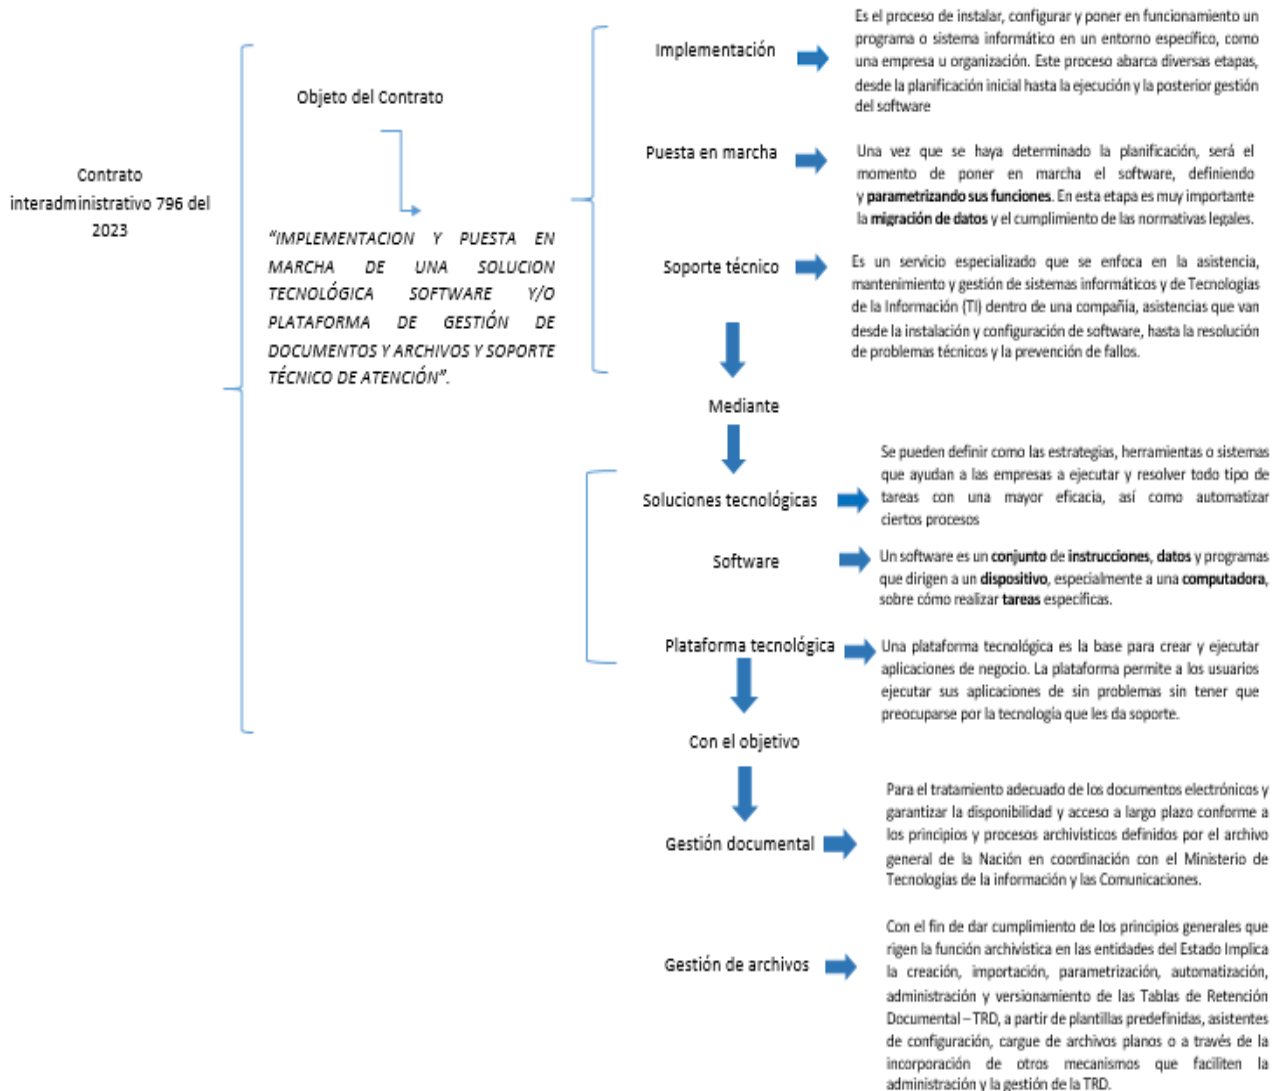 Contrato
interadministrativo 796 del
2023
Objeto del Contrato
“IMPLEMENTACION Y PUESTA EN
MARCHA DE UNA SOLUCION
TECNOLÓGICA SOFTWARE Y/O
PLATAFORMA DE GESTIÓN DE
DOCUMENTOS Y ARCHIVOS Y SOPORTE
TÉCNICO DE ATENCIÓN”.
Implementación
Es el proceso de instalar, configurar y poner en funcionamiento un
programa o sistema informático en un entorno específico, como
una empresa u organización. Este proceso abarca diversas etapas,
desde la planificación inicial hasta la ejecución y la posterior gestión
del software
Puesta en marcha
Una vez que se haya determinado la planificación, será el
momento de poner en marcha el software, definiendo
y parametrizando sus funciones. En esta etapa es muy importante
la migración de datos y el cumplimiento de las normativas legales.
Soporte técnico
Es un servicio especializado que se enfoca en la asistencia,
mantenimiento y gestión de sistemas informáticos y de Tecnologías
de la Información (TI) dentro de una compañía, asistencias que van
desde la instalación y configuración de software, hasta la resolución
de problemas técnicos y la prevención de fallos.
Mediante
Soluciones tecnológicas
Se pueden definir como las estrategias, herramientas o sistemas
que ayudan a las empresas a ejecutar y resolver todo tipo de
tareas con una mayor eficacia, así como automatizar
ciertos procesos
Software
Un software es un conjunto de instrucciones, datos y programas
que dirigen a un dispositivo, especialmente a una computadora,
sobre cómo realizar tareas específicas.
Plataforma tecnológica
Una plataforma tecnológica es la base para crear y ejecutar
aplicaciones de negocio. La plataforma permite a los usuarios
ejecutar sus aplicaciones de sin problemas sin tener que
preocuparse por la tecnología que les da soporte.
Con el objetivo
Gestión documental
Para el tratamiento adecuado de los documentos electrónicos y
garantizar la disponibilidad y acceso a largo plazo conforme a
los principios y procesos archivísticos definidos por el archivo
general de la Nación en coordinación con el Ministerio de
Tecnologías de la información y las Comunicaciones.
Gestión de archivos
Con el fin de dar cumplimiento de los principios generales que
rigen la función archivística en las entidades del Estado Implica
la creación, importación, parametrización, automatización,
administración y versionamiento de las Tablas de Retención
Documental – TRD, a partir de plantillas predefinidas, asistentes
de configuración, cargue de archivos planos o a través de la
incorporación de otros mecanismos que faciliten la
administración y la gestión de la TRD.